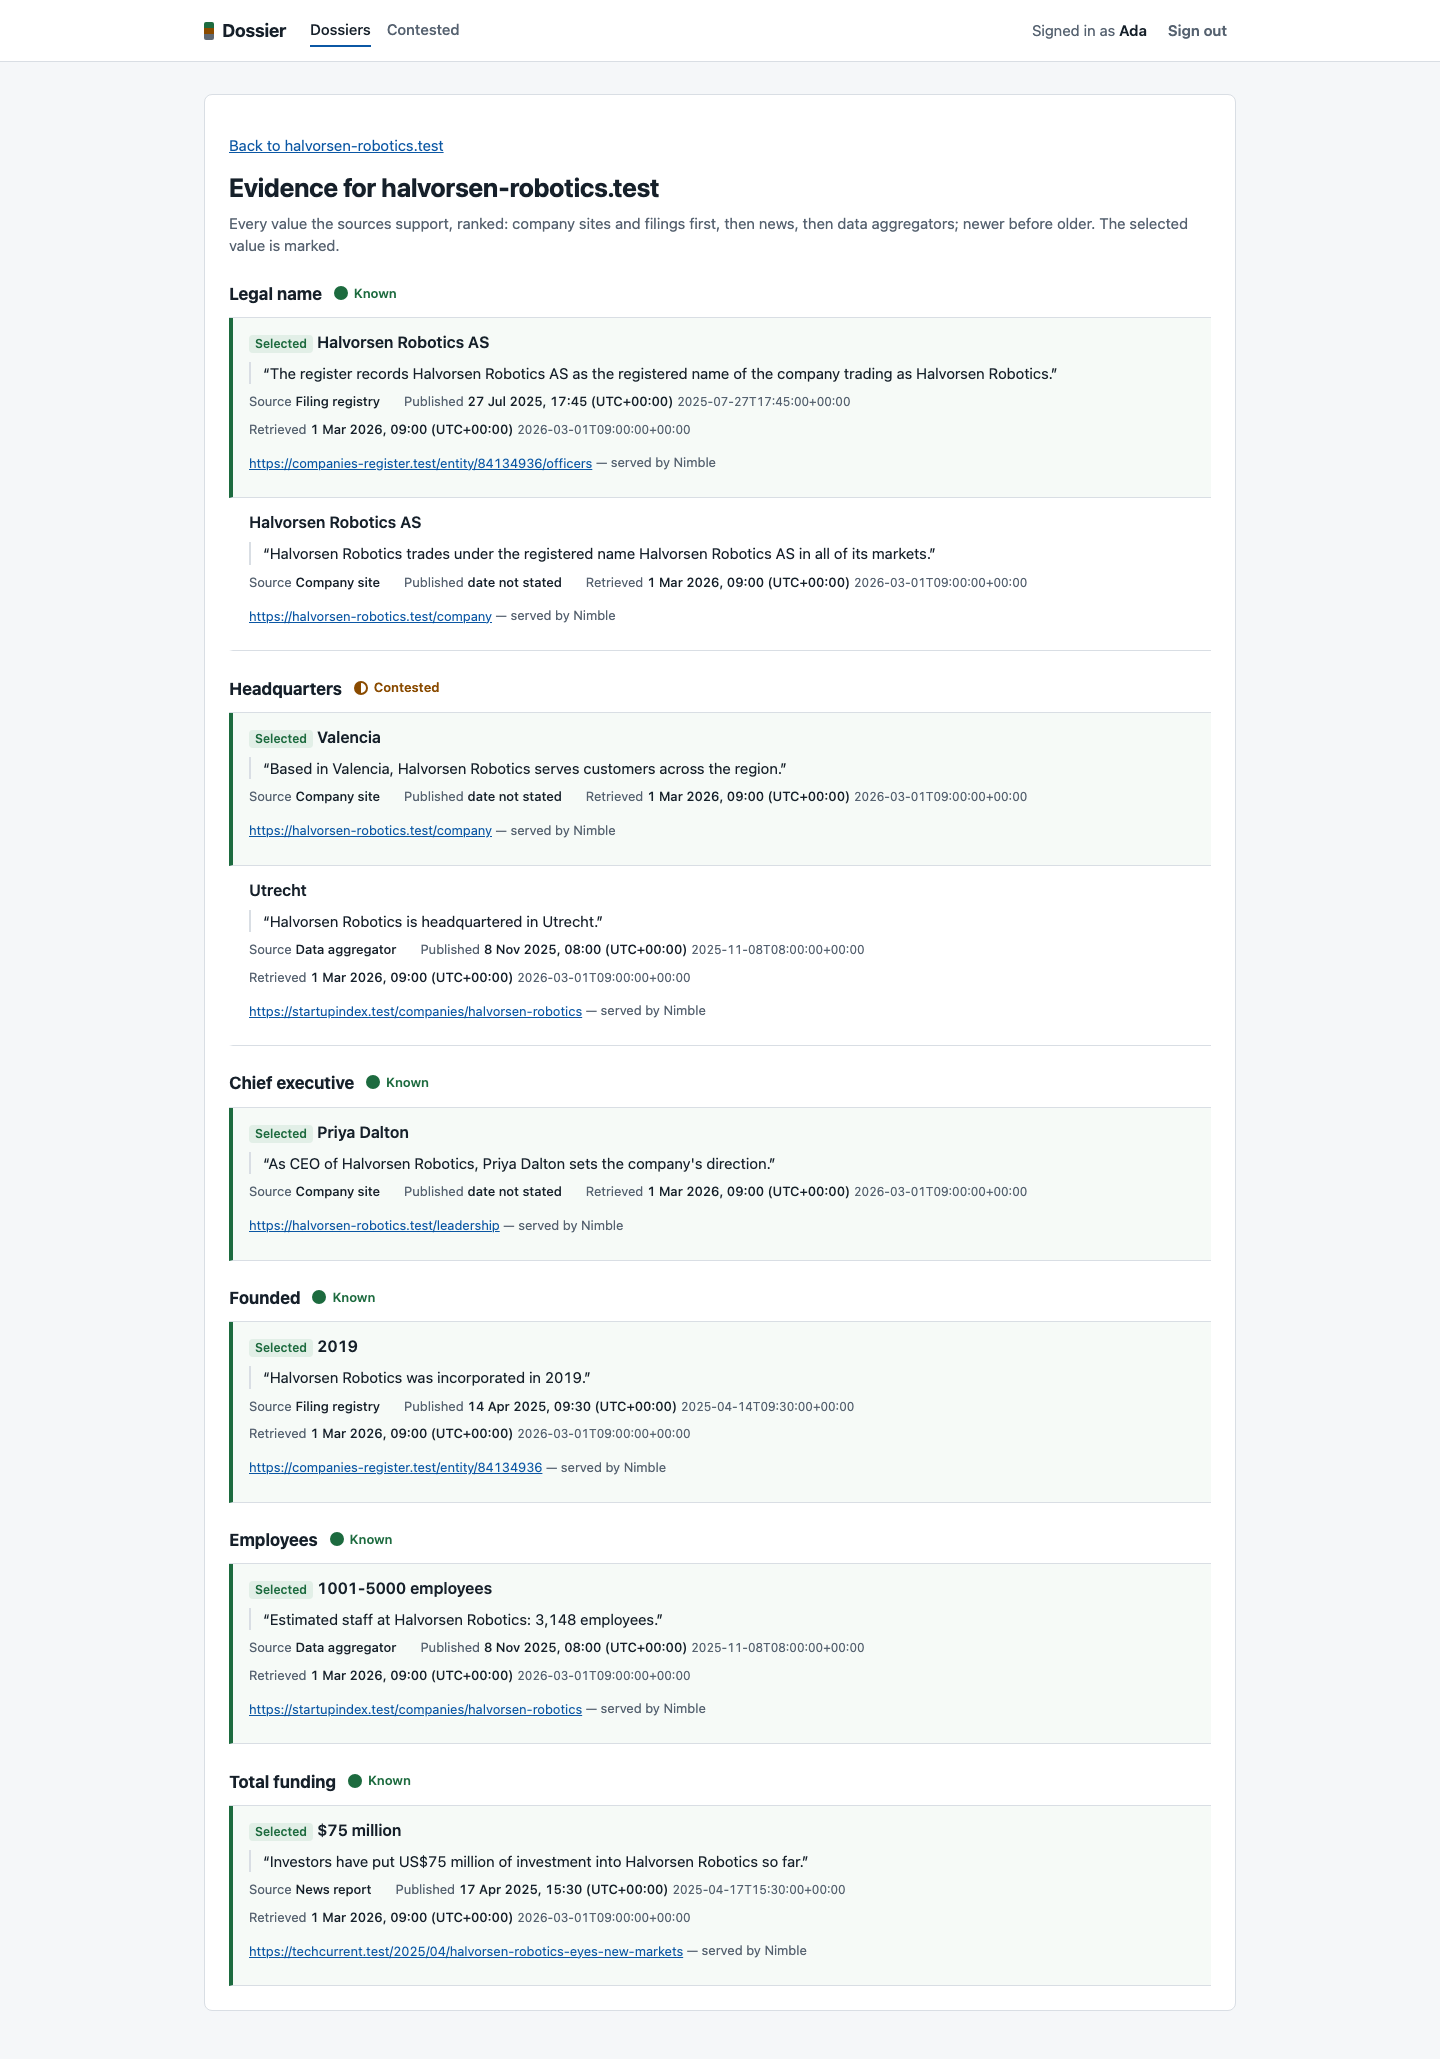 Dossier Dossiers Contested Signed in as Ada Sign out
Back to halvorsen-robotics.test
Evidence for halvorsen-robotics.test
Every value the sources support, ranked: company sites and filings first, then news, then data aggregators; newer before older. The selected
value is marked.
Legal name Known
Selected Halvorsen Robotics AS
“The register records Halvorsen Robotics AS as the registered name of the company trading as Halvorsen Robotics.”
Source Filing registry Published 27 Jul 2025, 17:45 (UTC+00:00) 2025-07-27T17:45:00+00:00
Retrieved 1 Mar 2026, 09:00 (UTC+00:00) 2026-03-01T09:00:00+00:00
https://companies-register.test/entity/84134936/officers — served by Nimble
Halvorsen Robotics AS
“Halvorsen Robotics trades under the registered name Halvorsen Robotics AS in all of its markets.”
Source Company site Published date not stated Retrieved 1 Mar 2026, 09:00 (UTC+00:00) 2026-03-01T09:00:00+00:00
https://halvorsen-robotics.test/company — served by Nimble
Headquarters Contested
Selected Valencia
“Based in Valencia, Halvorsen Robotics serves customers across the region.”
Source Company site Published date not stated Retrieved 1 Mar 2026, 09:00 (UTC+00:00) 2026-03-01T09:00:00+00:00
https://halvorsen-robotics.test/company — served by Nimble
Utrecht
“Halvorsen Robotics is headquartered in Utrecht.”
Source Data aggregator Published 8 Nov 2025, 08:00 (UTC+00:00) 2025-11-08T08:00:00+00:00
Retrieved 1 Mar 2026, 09:00 (UTC+00:00) 2026-03-01T09:00:00+00:00
https://startupindex.test/companies/halvorsen-robotics — served by Nimble
Chief executive Known
Selected Priya Dalton
“As CEO of Halvorsen Robotics, Priya Dalton sets the company's direction.”
Source Company site Published date not stated Retrieved 1 Mar 2026, 09:00 (UTC+00:00) 2026-03-01T09:00:00+00:00
https://halvorsen-robotics.test/leadership — served by Nimble
Founded Known
Selected 2019
“Halvorsen Robotics was incorporated in 2019.”
Source Filing registry Published 14 Apr 2025, 09:30 (UTC+00:00) 2025-04-14T09:30:00+00:00
Retrieved 1 Mar 2026, 09:00 (UTC+00:00) 2026-03-01T09:00:00+00:00
https://companies-register.test/entity/84134936 — served by Nimble
Employees Known
Selected 1001-5000 employees
“Estimated staff at Halvorsen Robotics: 3,148 employees.”
Source Data aggregator Published 8 Nov 2025, 08:00 (UTC+00:00) 2025-11-08T08:00:00+00:00
Retrieved 1 Mar 2026, 09:00 (UTC+00:00) 2026-03-01T09:00:00+00:00
https://startupindex.test/companies/halvorsen-robotics — served by Nimble
Total funding Known
Selected $75 million
“Investors have put US$75 million of investment into Halvorsen Robotics so far.”
Source News report Published 17 Apr 2025, 15:30 (UTC+00:00) 2025-04-17T15:30:00+00:00
Retrieved 1 Mar 2026, 09:00 (UTC+00:00) 2026-03-01T09:00:00+00:00
https://techcurrent.test/2025/04/halvorsen-robotics-eyes-new-markets — served by Nimble